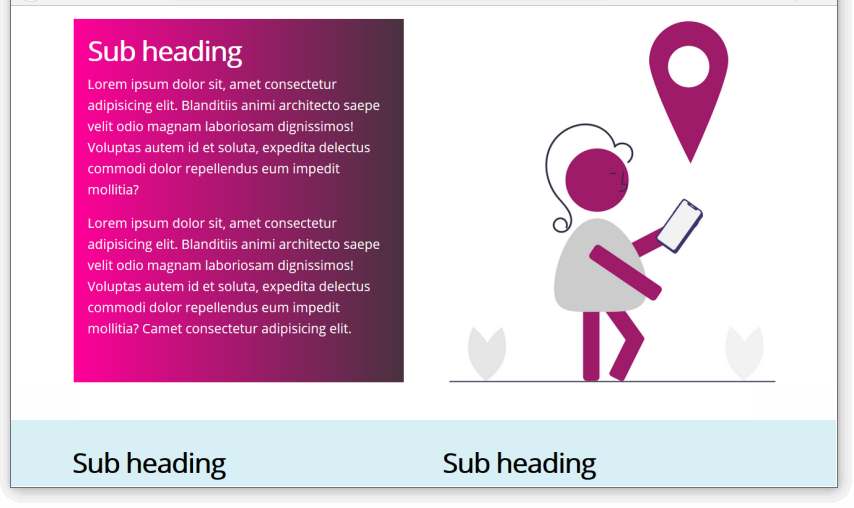 Sub heading
Lorem ipsum dolor sit, amet consectetur
adipisicing elit. Blanditiis animi architecto saepe
velit odio magnam laboriosam dignissimos!
Voluptas autem id et soluta, expedita delectus
commodi dolor repellendus eum impedit
mollitia?
Lorem ipsum dolor sit, amet consectetur
adipisicing elit. Blanditiis animi architecto saepe
velit odio magnam laboriosam dignissimos!
Voluptas autem id et soluta, expedita delectus
commodi dolor repellendus eum impedit
mollitia? Camet consectetur adipisicing elit.
Sub heading
Sub heading